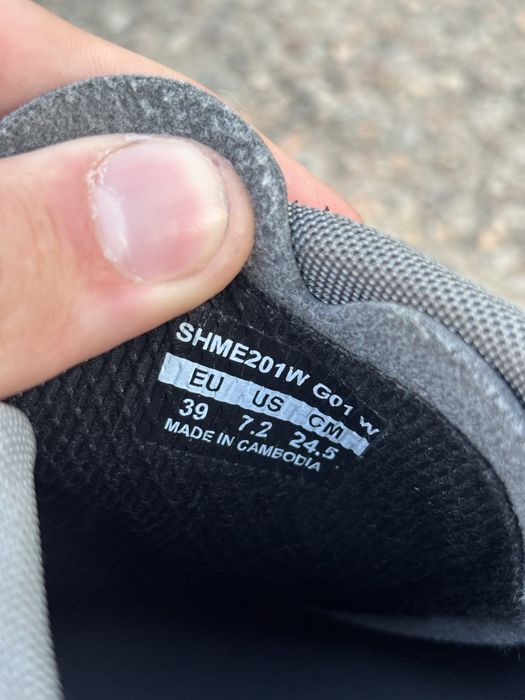 SHME201W G01 W
EU US CM
39 7.2 24.5
MADE IN CAMBODIA